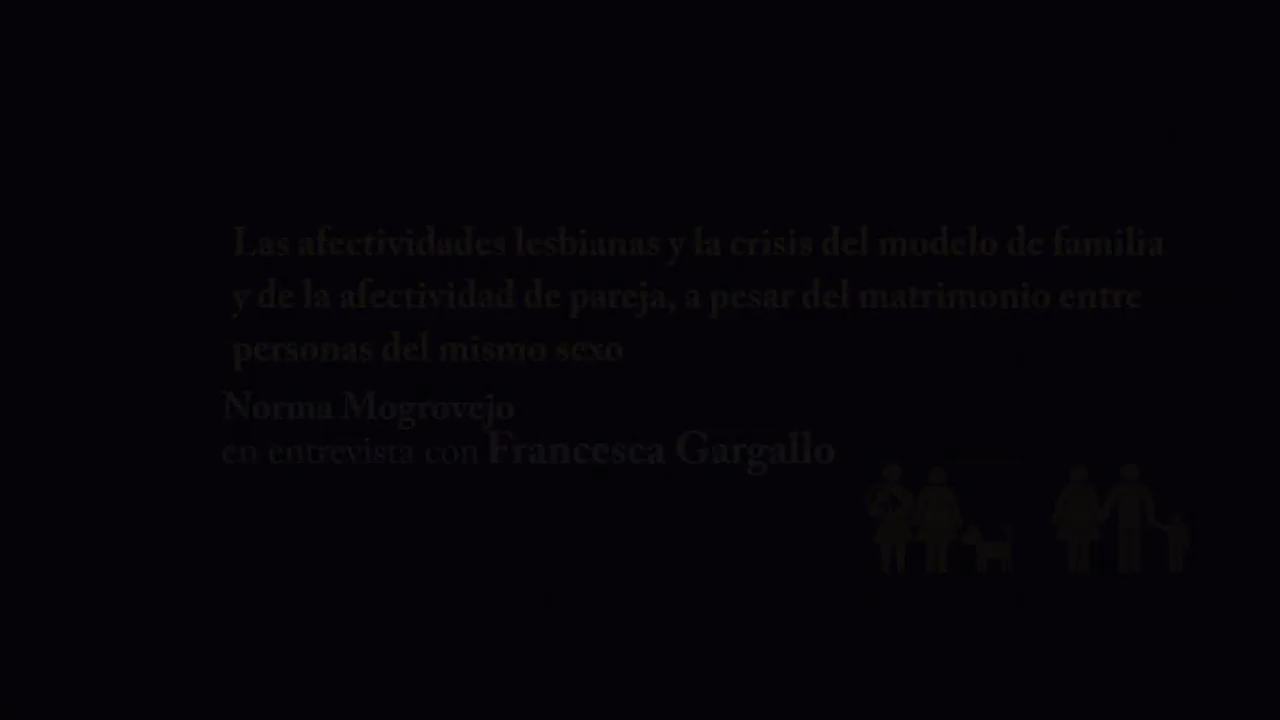 Las afectividades lesbianas y la crisis del modelo de familia
y de la afectividad de pareja, a pesar del matrimonio entre
personas del mismo sexo
Norma Mogrovejo
en entrevista con Francesca Gargallo